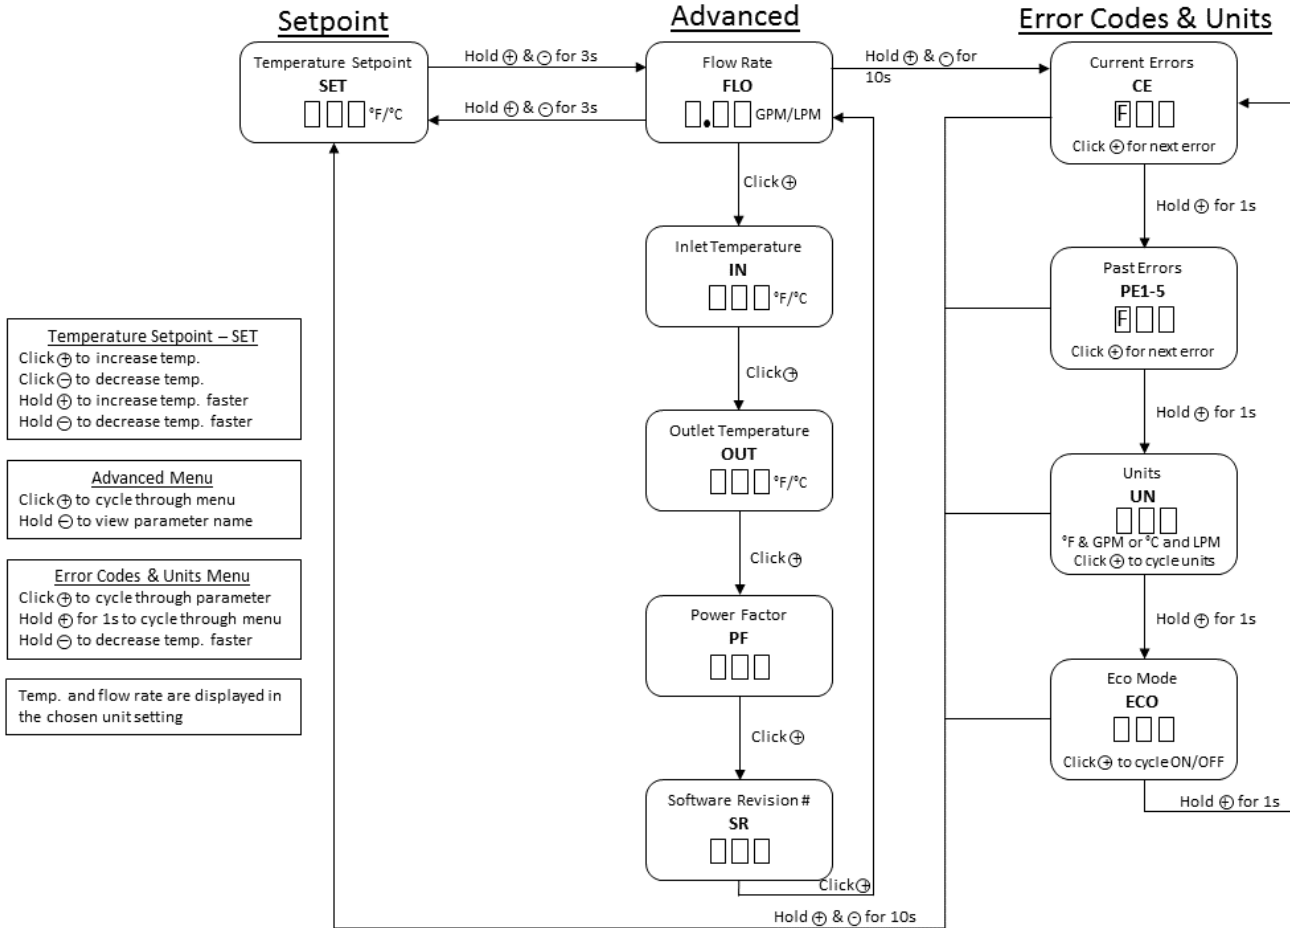 Setpoint
Advanced
Error Codes & Units
Temperature Setpoint
SET
°F/°C
Hold ⊕ & ⊖ for 3s
Hold ⊕ & ⊖ for 3s
Flow Rate
FLO
. GPM/LPM
Hold ⊕ & ⊖ for
10s
Current Errors
CE
F
Click ⊕ for next error
Click ⊕
Hold ⊕ for 1s
Inlet Temperature
IN
°F/°C
Past Errors
PE1-5
F
Click ⊕ for next error
Temperature Setpoint – SET
Click ⊕ to increase temp.
Click ⊖ to decrease temp.
Hold ⊕ to increase temp. faster
Hold ⊖ to decrease temp. faster
Click ⊕
Hold ⊕ for 1s
Outlet Temperature
OUT
°F/°C
Units
UN
°F & GPM or °C and LPM
Click ⊕ to cycle units
Advanced Menu
Click ⊕ to cycle through menu
Hold ⊖ to view parameter name
Error Codes & Units Menu
Click ⊕ to cycle through parameter
Hold ⊕ for 1s to cycle through menu
Hold ⊖ to decrease temp. faster
Click ⊕
Hold ⊕ for 1s
Power Factor
PF
Eco Mode
ECO
Click ⊕ to cycle ON/OFF
Temp. and flow rate are displayed in
the chosen unit setting
Click ⊕
Software Revision #
SR
Hold ⊕ for 1s
Click ⊕
Hold ⊕ & ⊖ for 10s